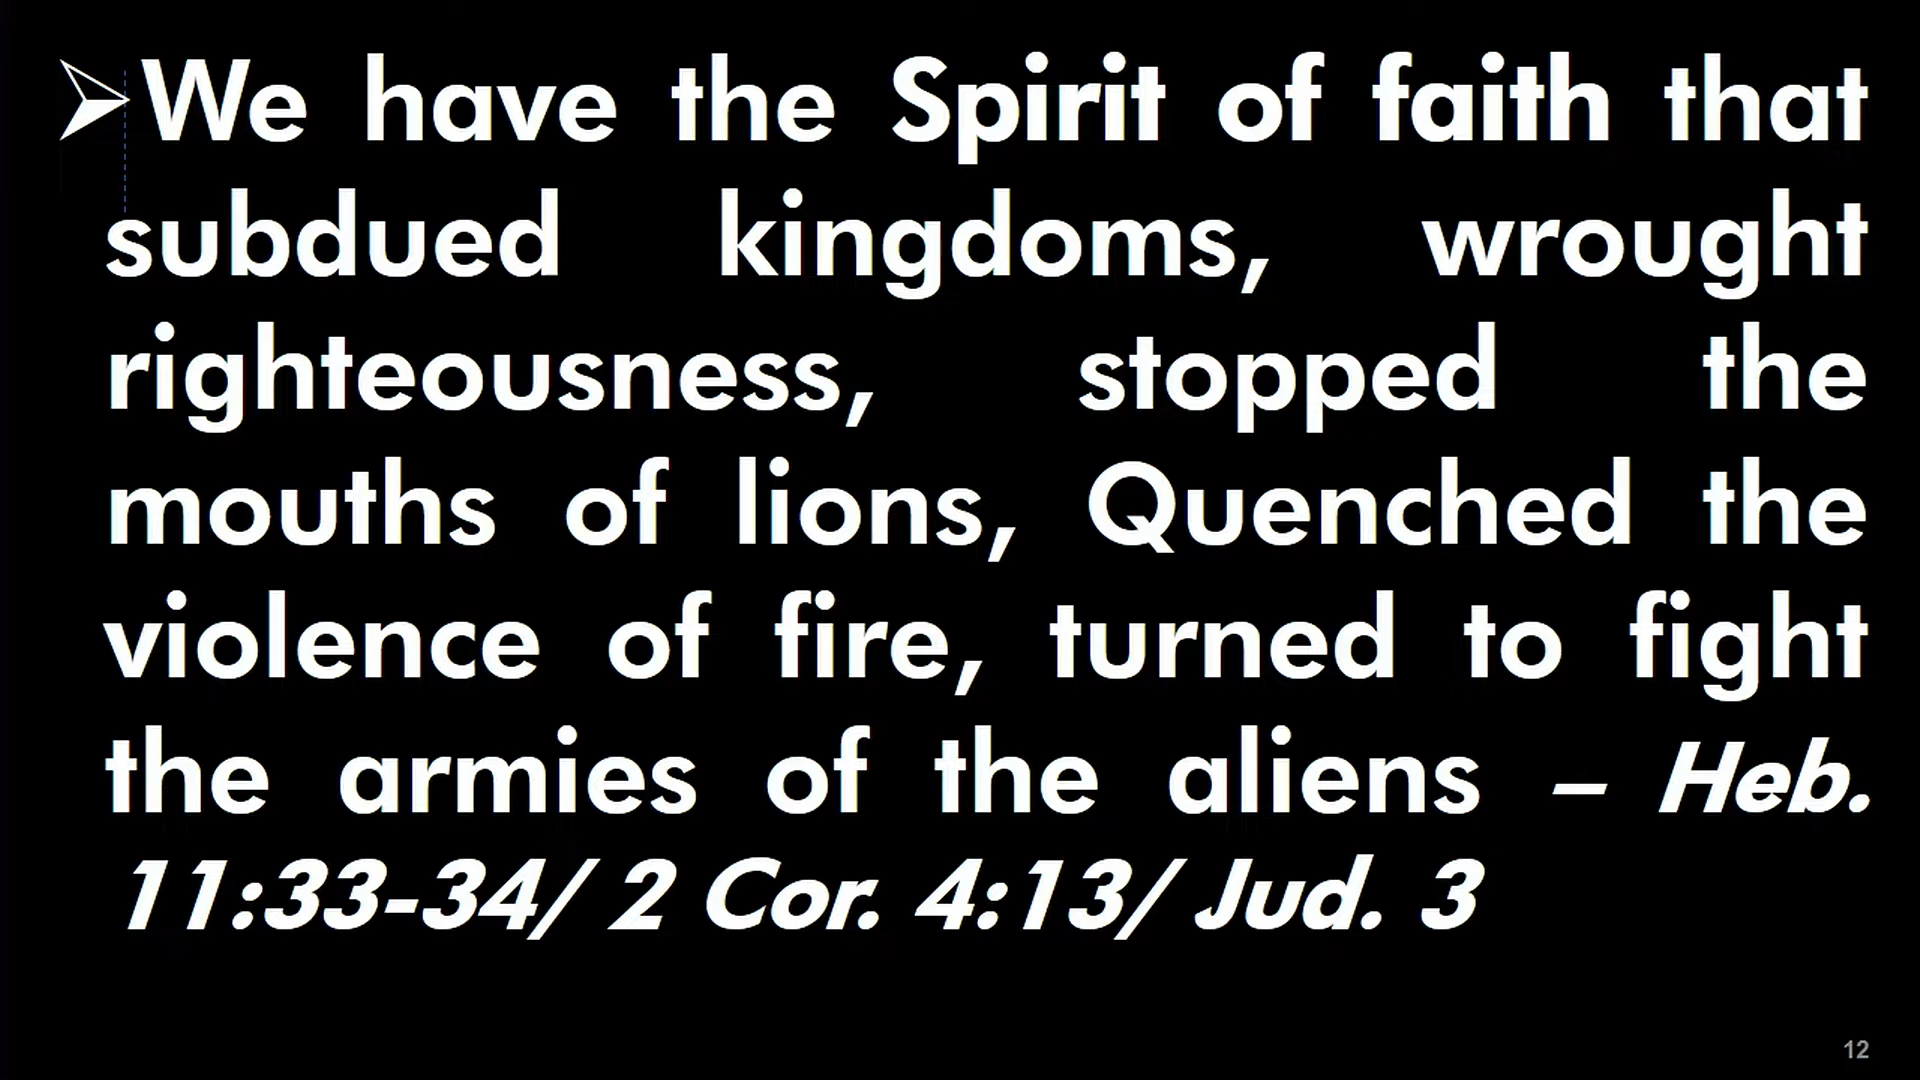 ➢We have the Spirit of faith that
subdued kingdoms, wrought
righteousness, stopped the
mouths of lions, Quenched the
violence of fire, turned to fight
the armies of the aliens – Heb.
11:33-34/ 2 Cor. 4:13/ Jud. 3
12